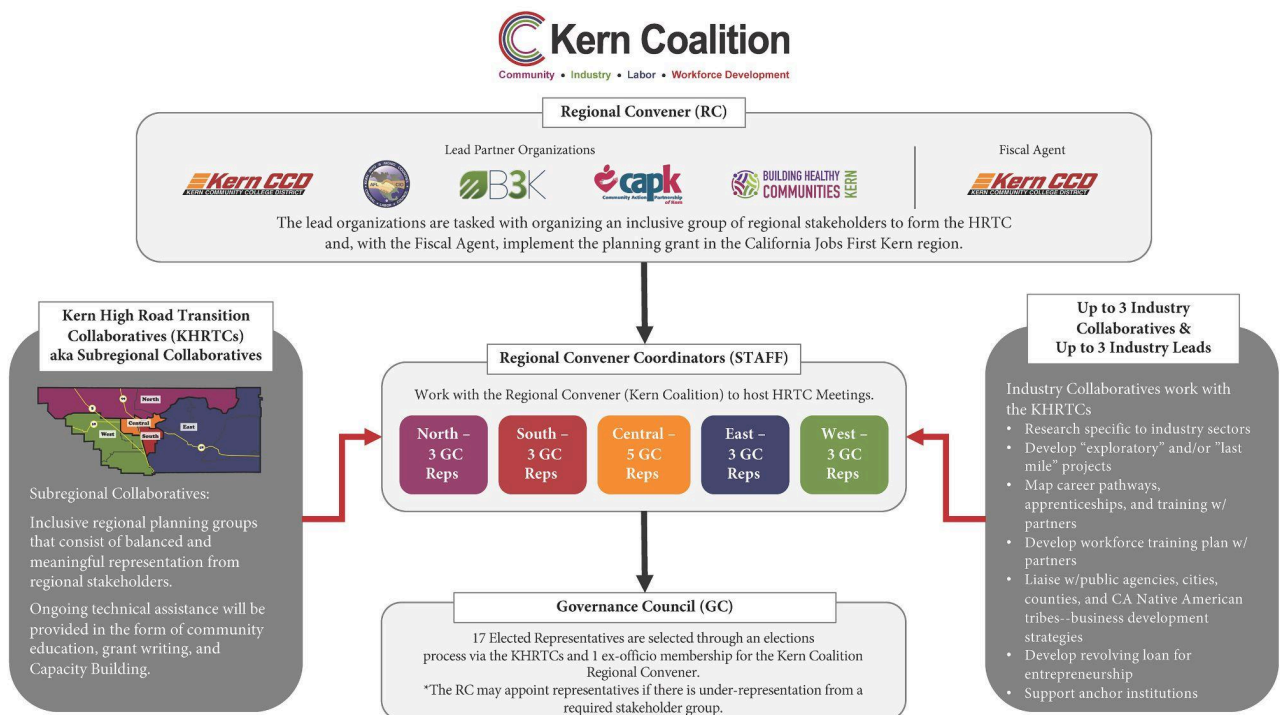 Kern Coalition
Community • Industry • Labor • Workforce Development
Regional Convener (RC)
Lead Partner Organizations
Fiscal Agent
Kern CCD
KERN COMMUNITY COLLEGE DISTRICT
AFL CIO
B3K
capk
Community Action Partnership
of Kern
BUILDING HEALTHY
COMMUNITIES
KERN
Kern CCD
KERN COMMUNITY COLLEGE DISTRICT
The lead organizations are tasked with organizing an inclusive group of regional stakeholders to form the HRTC
and, with the Fiscal Agent, implement the planning grant in the California Jobs First Kern region.
Kern High Road Transition
Collaboratives (KHRTCs)
aka Subregional Collaboratives
North
Central
West
South
East
Subregional Collaboratives:
Inclusive regional planning groups
that consist of balanced and
meaningful representation from
regional stakeholders.
Ongoing technical assistance will be
provided in the form of community
education, grant writing, and
Capacity Building.
Regional Convener Coordinators (STAFF)
Work with the Regional Convener (Kern Coalition) to host HRTC Meetings.
North –
3 GC
Reps
South –
3 GC
Reps
Central –
5 GC
Reps
East –
3 GC
Reps
West –
3 GC
Reps
Governance Council (GC)
17 Elected Representatives are selected through an elections
process via the KHRTCs and 1 ex-officio membership for the Kern Coalition
Regional Convener.
*The RC may appoint representatives if there is under-representation from a
required stakeholder group.
Up to 3 Industry
Collaboratives &
Up to 3 Industry Leads
Industry Collaboratives work with
the KHRTCs
• Research specific to industry sectors
• Develop “exploratory” and/or ”last
mile” projects
• Map career pathways,
apprenticeships, and training w/
partners
• Develop workforce training plan w/
partners
• Liaise w/public agencies, cities,
counties, and CA Native American
tribes--business development
strategies
• Develop revolving loan for
entrepreneurship
• Support anchor institutions